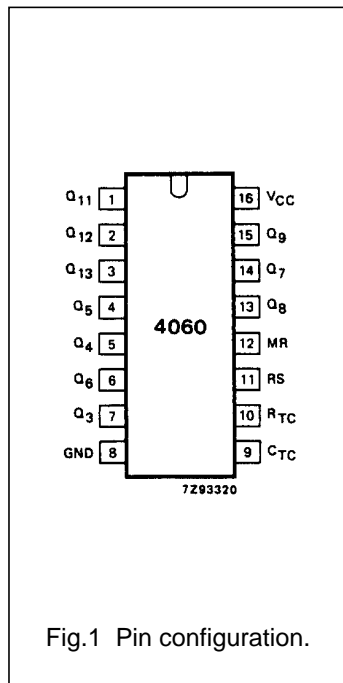 Q11 1 16 VCC
Q12 2 15 Q9
Q13 3 14 Q7
Q5 4 13 Q8
4060
Q4 5 12 MR
Q6 6 11 RS
Q3 7 10 RTC
GND 8 9 CTC
7Z93320
Fig.1 Pin configuration.